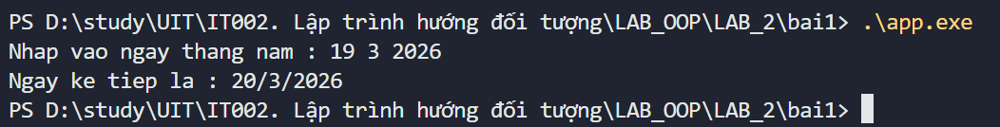 PS D:\study\UIT\IT002. Lập trình hướng đối tượng\LAB_OOP\LAB_2\bai1> .\app.exe
Nhap vao ngay thang nam : 19 3 2026
Ngay ke tiep la : 20/3/2026
PS D:\study\UIT\IT002. Lập trình hướng đối tượng\LAB_OOP\LAB_2\bai1>